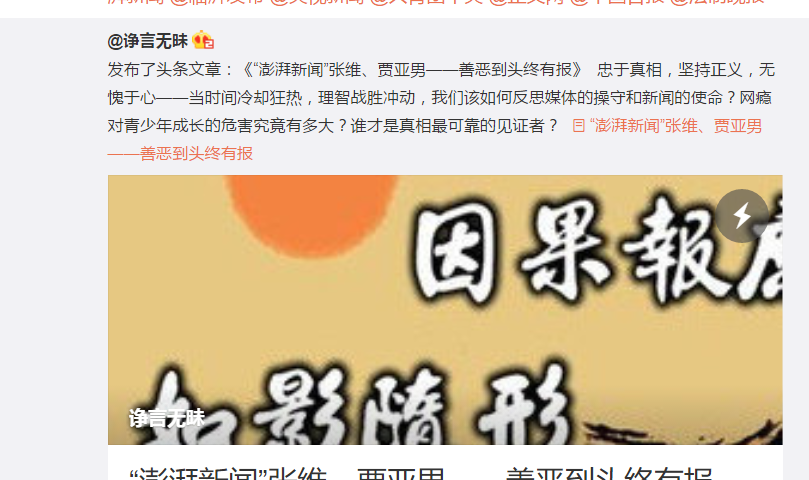 @诤言无昧
发布了头条文章：《“澎湃新闻”张维、贾亚男——善恶到头终有报》 忠于真相，坚持正义，无
愧于心——当时间冷却狂热，理智战胜冲动，我们该如何反思媒体的操守和新闻的使命？网瘾
对青少年成长的危害究竟有多大？谁才是真相最可靠的见证者？ “澎湃新闻”张维、贾亚男
——善恶到头终有报
因果報應
如影隨形
诤言无昧
“澎湃新闻”张维、贾亚男——善恶到头终有报